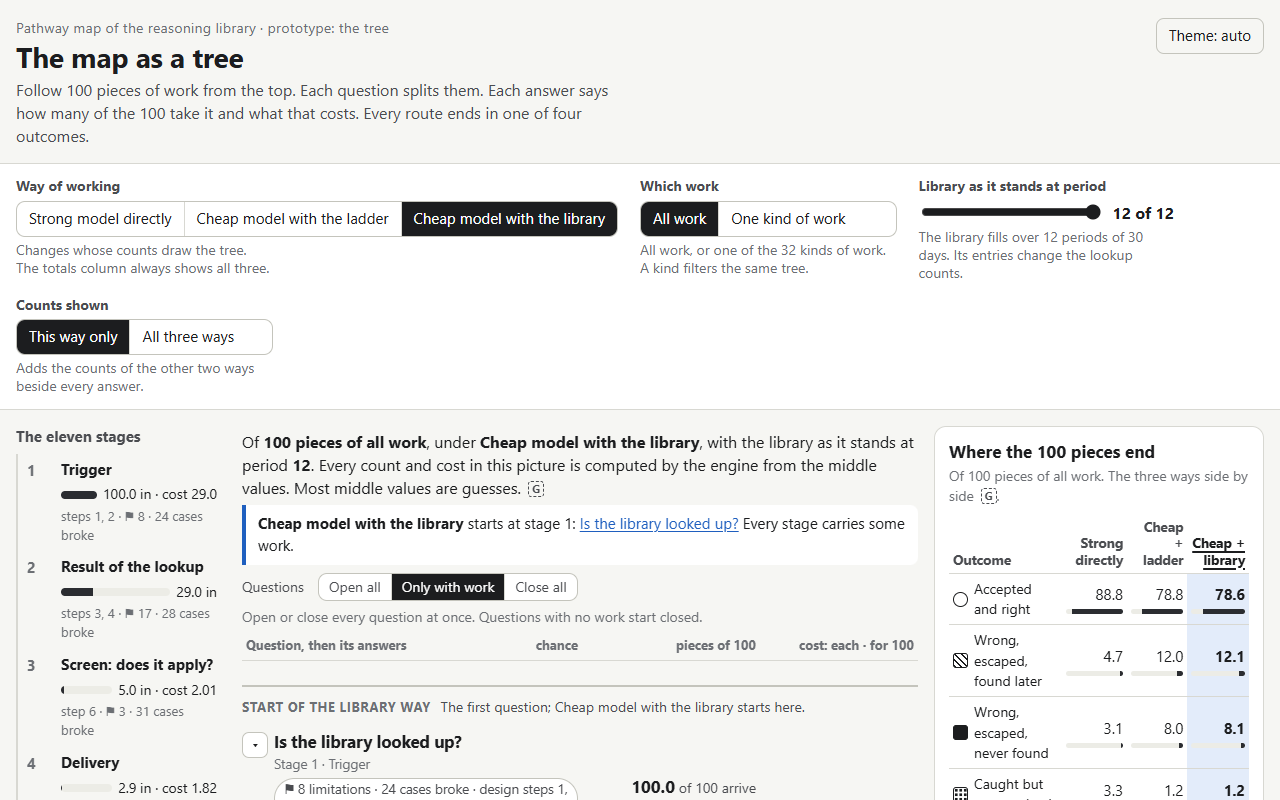 Pathway map of the reasoning library · prototype: the tree
The map as a tree
Follow 100 pieces of work from the top. Each question splits them. Each answer says
how many of the 100 take it and what that costs. Every route ends in one of four
outcomes.
Theme: auto
Way of working
Strong model directly
Cheap model with the ladder
Cheap model with the library
Changes whose counts draw the tree.
The totals column always shows all three.
Which work
All work
One kind of work
All work, or one of the 32 kinds of work.
A kind filters the same tree.
Library as it stands at period
12 of 12
The library fills over 12 periods of 30
days. Its entries change the lookup
counts.
Counts shown
This way only
All three ways
Adds the counts of the other two ways
beside every answer.
The eleven stages
1 Trigger
100.0 in · cost 29.0
steps 1, 2 · ⚑ 8 · 24 cases
broke
2 Result of the lookup
29.0 in
steps 3, 4 · ⚑ 17 · 28 cases
broke
3 Screen: does it apply?
5.0 in · cost 2.01
step 6 · ⚑ 3 · 31 cases
broke
4 Delivery
2.9 in · cost 1.82
Of 100 pieces of all work, under Cheap model with the library, with the library as it stands at
period 12. Every count and cost in this picture is computed by the engine from the middle
values. Most middle values are guesses. G
Cheap model with the library starts at stage 1: Is the library looked up? Every stage carries some
work.
Questions
Open all
Only with work
Close all
Open or close every question at once. Questions with no work start closed.
Question, then its answers chance pieces of 100 cost: each · for 100
START OF THE LIBRARY WAY The first question; Cheap model with the library starts here.
Is the library looked up?
Stage 1 · Trigger
⚑ 8 limitations · 24 cases broke · design steps 1,
100.0 of 100 arrive
Where the 100 pieces end
Of 100 pieces of all work. The three ways side by
side G.
Outcome
Strong
directly
Cheap
+
ladder
Cheap +
library
Accepted
and right
88.8 78.8 78.6
Wrong,
escaped,
found later
4.7 12.0 12.1
Wrong,
escaped,
never found
3.1 8.0 8.1
Caught but
3.3 1.2 1.2